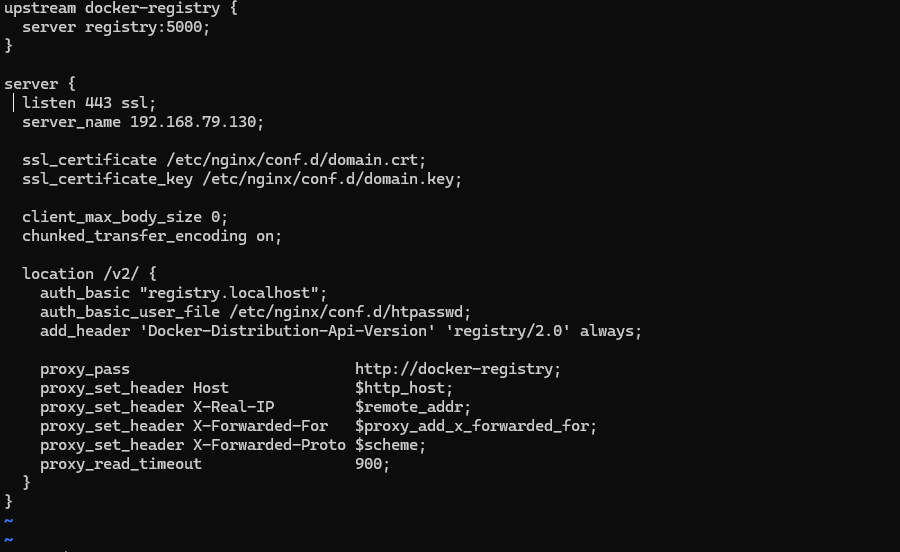 upstream docker-registry {
  server registry:5000;
}

server {
  listen 443 ssl;
  server_name 192.168.79.130;

  ssl_certificate /etc/nginx/conf.d/domain.crt;
  ssl_certificate_key /etc/nginx/conf.d/domain.key;

  client_max_body_size 0;
  chunked_transfer_encoding on;

  location /v2/ {
    auth_basic "registry.localhost";
    auth_basic_user_file /etc/nginx/conf.d/htpasswd;
    add_header 'Docker-Distribution-Api-Version' 'registry/2.0' always;

    proxy_pass                         http://docker-registry;
    proxy_set_header Host              $http_host;
    proxy_set_header X-Real-IP         $remote_addr;
    proxy_set_header X-Forwarded-For   $proxy_add_x_forwarded_for;
    proxy_set_header X-Forwarded-Proto $scheme;
    proxy_read_timeout                 900;
  }
}
~
~